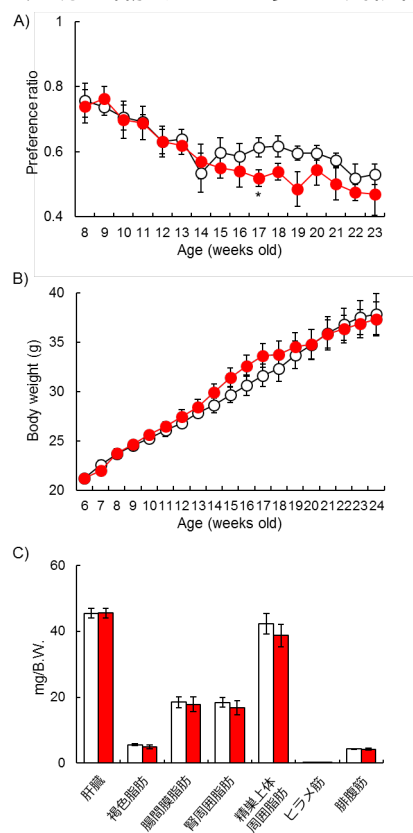 A)
1
0.8
0.6
0.4
Preference ratio
8 9 10 11 12 13 14 15 16 17 18 19 20 21 22 23
*
Age (weeks old)
B)
40
35
30
25
20
Body weight (g)
6 7 8 9 10 11 12 13 14 15 16 17 18 19 20 21 22 23 24
Age (weeks old)
C)
60
40
20
0
mg/B.W.
肝臓
褐色脂肪
腸間膜脂肪
腎周囲脂肪
精巣上体
周囲脂肪
ヒラメ筋
腓腹筋